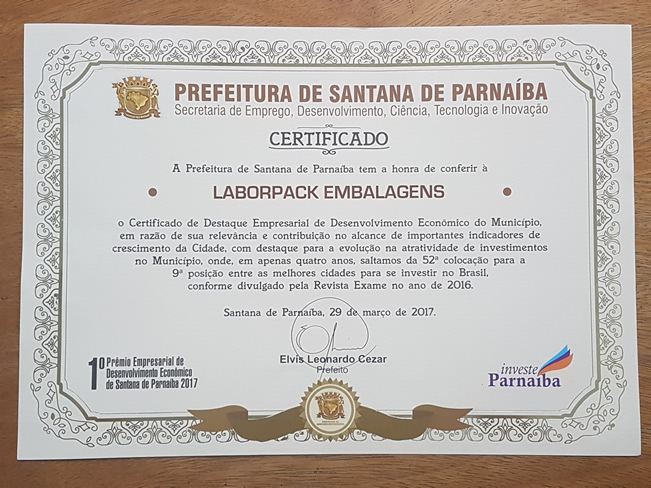 PREFEITURA DE SANTANA DE PARNAÍBA
Secretaria de Emprego, Desenvolvimento, Ciência, Tecnologia e Inovação
CERTIFICADO
A Prefeitura de Santana de Parnaíba tem a honra de conferir à
• LABORPACK EMBALAGENS •
o Certificado de Destaque Empresarial de Desenvolvimento Econômico do Município,
em razão de sua relevância e contribuição no alcance de importantes indicadores de
crescimento da Cidade, com destaque para a evolução na atratividade de investimentos
no Município, onde, em apenas quatro anos, saltamos da 52ª colocação para a
9ª posição entre as melhores cidades para se investir no Brasil,
conforme divulgado pela Revista Exame no ano de 2016.
Santana de Parnaíba, 29 de março de 2017.
Elvis Leonardo Cezar
Prefeito
1º Prêmio Empresarial de
Desenvolvimento Econômico
de Santana de Parnaíba 2017
investe
Parnaíba